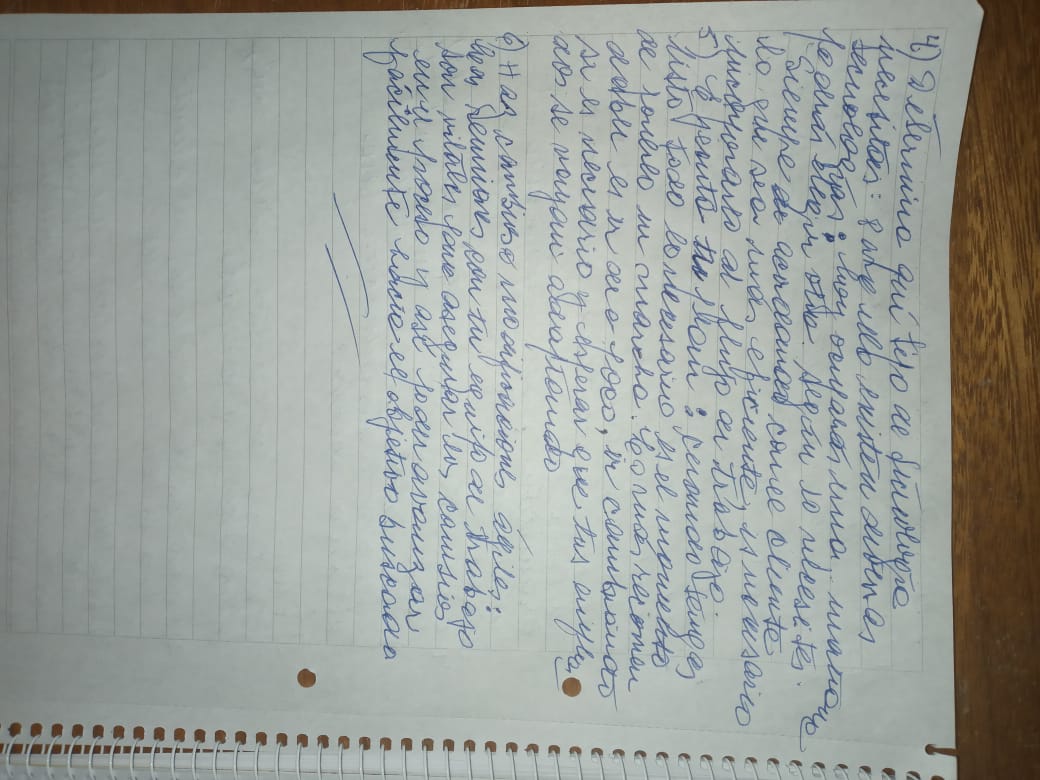 4) Determina qué tipo de tecnología
necesitas: para ello existen diversas
tecnologías: hoy ocuparás una, mañana
podrás elegir otra. según lo necesites.
Siempre acordando con el cliente
lo que sea más eficiente, es necesario
incorporarlo al flujo de trabajo.
5) Ejecuta tu plan: cuando tengas
listo todo lo necesario es el momento
de ponerlo en marcha. Lo más recomen
dable es ir de a poco, ir cambiando
si es necesario y esperar que tus emplea
dos se vayan adaptando
6) Haz cambios o modificaciones ágiles:
Las reuniones con tu equipo de trabajo
son vitales para asegurar los cambios
en el proceso y así poder avanzar
fácilmente hacia el objetivo buscado